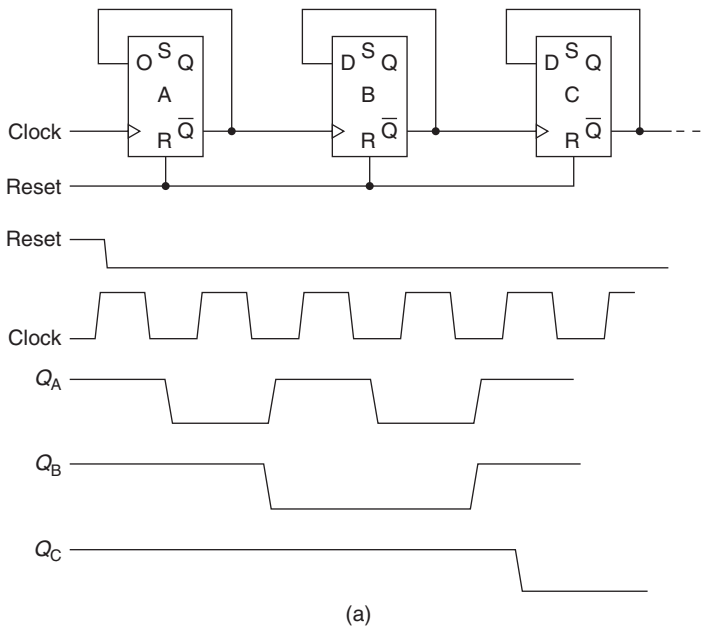 S S S
O Q D Q D Q
A B C
Clock Q̅ Q̅ Q̅
R R R
Reset
Reset
Clock
Q_A
Q_B
Q_C
(a)